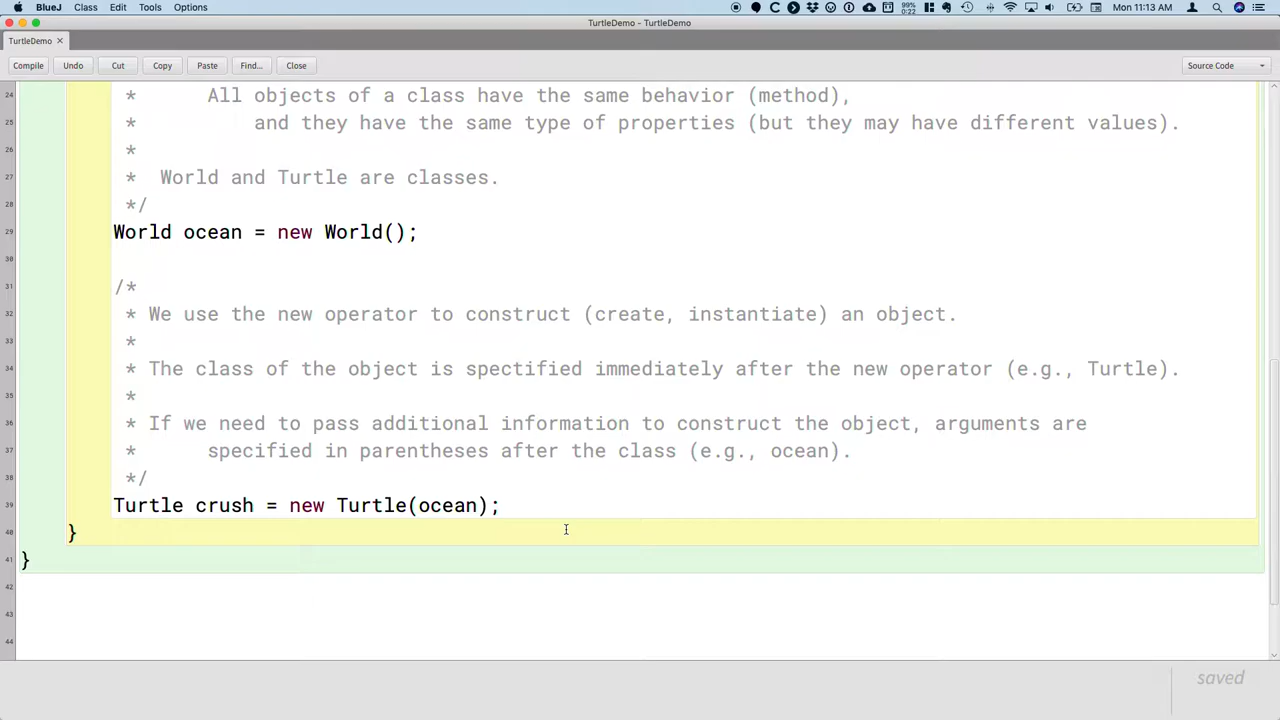 BlueJ Class Edit Tools Options 99% 0:22 Mon 11:13 AM
TurtleDemo - TurtleDemo
TurtleDemo ×
Compile Undo Cut Copy Paste Find... Close Source Code
24 * All objects of a class have the same behavior (method),
25 * and they have the same type of properties (but they may have different values).
26 *
27 * World and Turtle are classes.
28 */
29 World ocean = new World();
30
31 /*
32 * We use the new operator to construct (create, instantiate) an object.
33 *
34 * The class of the object is spectified immediately after the new operator (e.g., Turtle).
35 *
36 * If we need to pass additional information to construct the object, arguments are
37 * specified in parentheses after the class (e.g., ocean).
38 */
39 Turtle crush = new Turtle(ocean);
40 }
41 }
42
43
44
saved